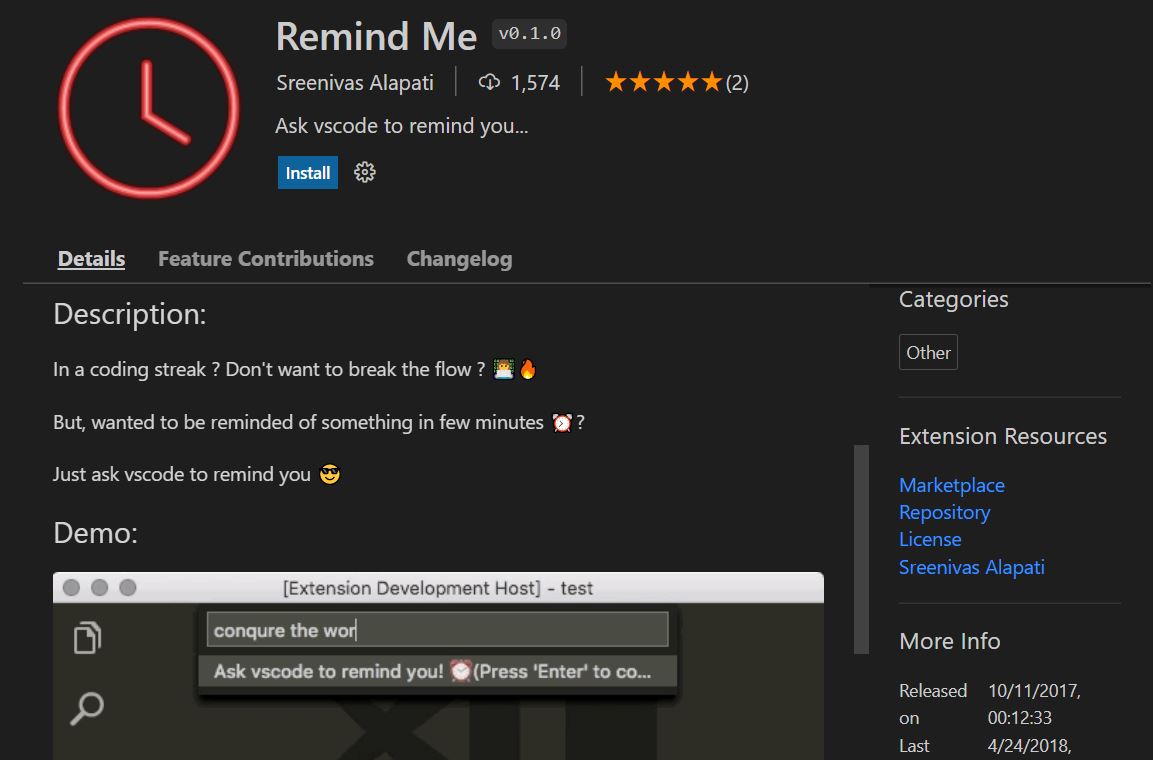 Remind Me v0.1.0
Sreenivas Alapati 1,574 ★★★★★(2)
Ask vscode to remind you...
Install
Details Feature Contributions Changelog
Description:
In a coding streak ? Don't want to break the flow ? 👨‍💻🔥
But, wanted to be reminded of something in few minutes ⏰ ?
Just ask vscode to remind you 😎
Demo:
[Extension Development Host] - test
conqure the wor
Ask vscode to remind you! ⏰(Press 'Enter' to co...
Categories
Other
Extension Resources
Marketplace
Repository
License
Sreenivas Alapati
More Info
Released 10/11/2017,
on 00:12:33
Last 4/24/2018,